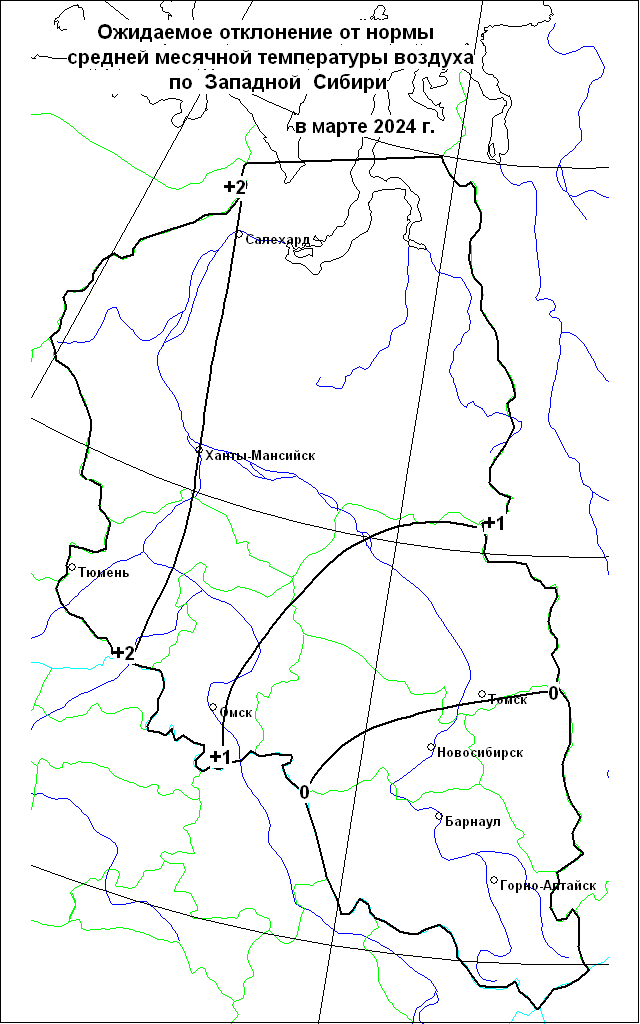 Ожидаемое отклонение от нормы
средней месячной температуры воздуха
по Западной Сибири
в марте 2024 г.
+2
Салехард
Ханты-Мансийск
+1
Тюмень
+2
Томск
0
Омск
Новосибирск
+1
0
Барнаул
Горно-Алтайск